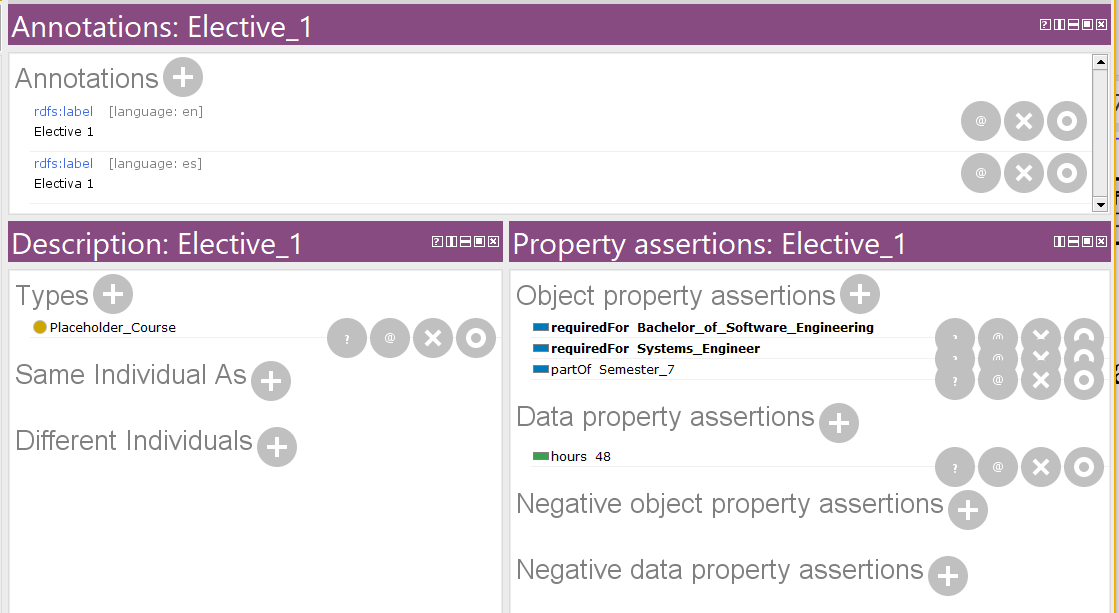 Annotations: Elective_1
Annotations
rdfs:label [language: en]
Elective 1
rdfs:label [language: es]
Electiva 1
Description: Elective_1
Types
Placeholder_Course
Same Individual As
Different Individuals
Property assertions: Elective_1
Object property assertions
requiredFor Bachelor_of_Software_Engineering
requiredFor Systems_Engineer
partOf Semester_7
Data property assertions
hours 48
Negative object property assertions
Negative data property assertions